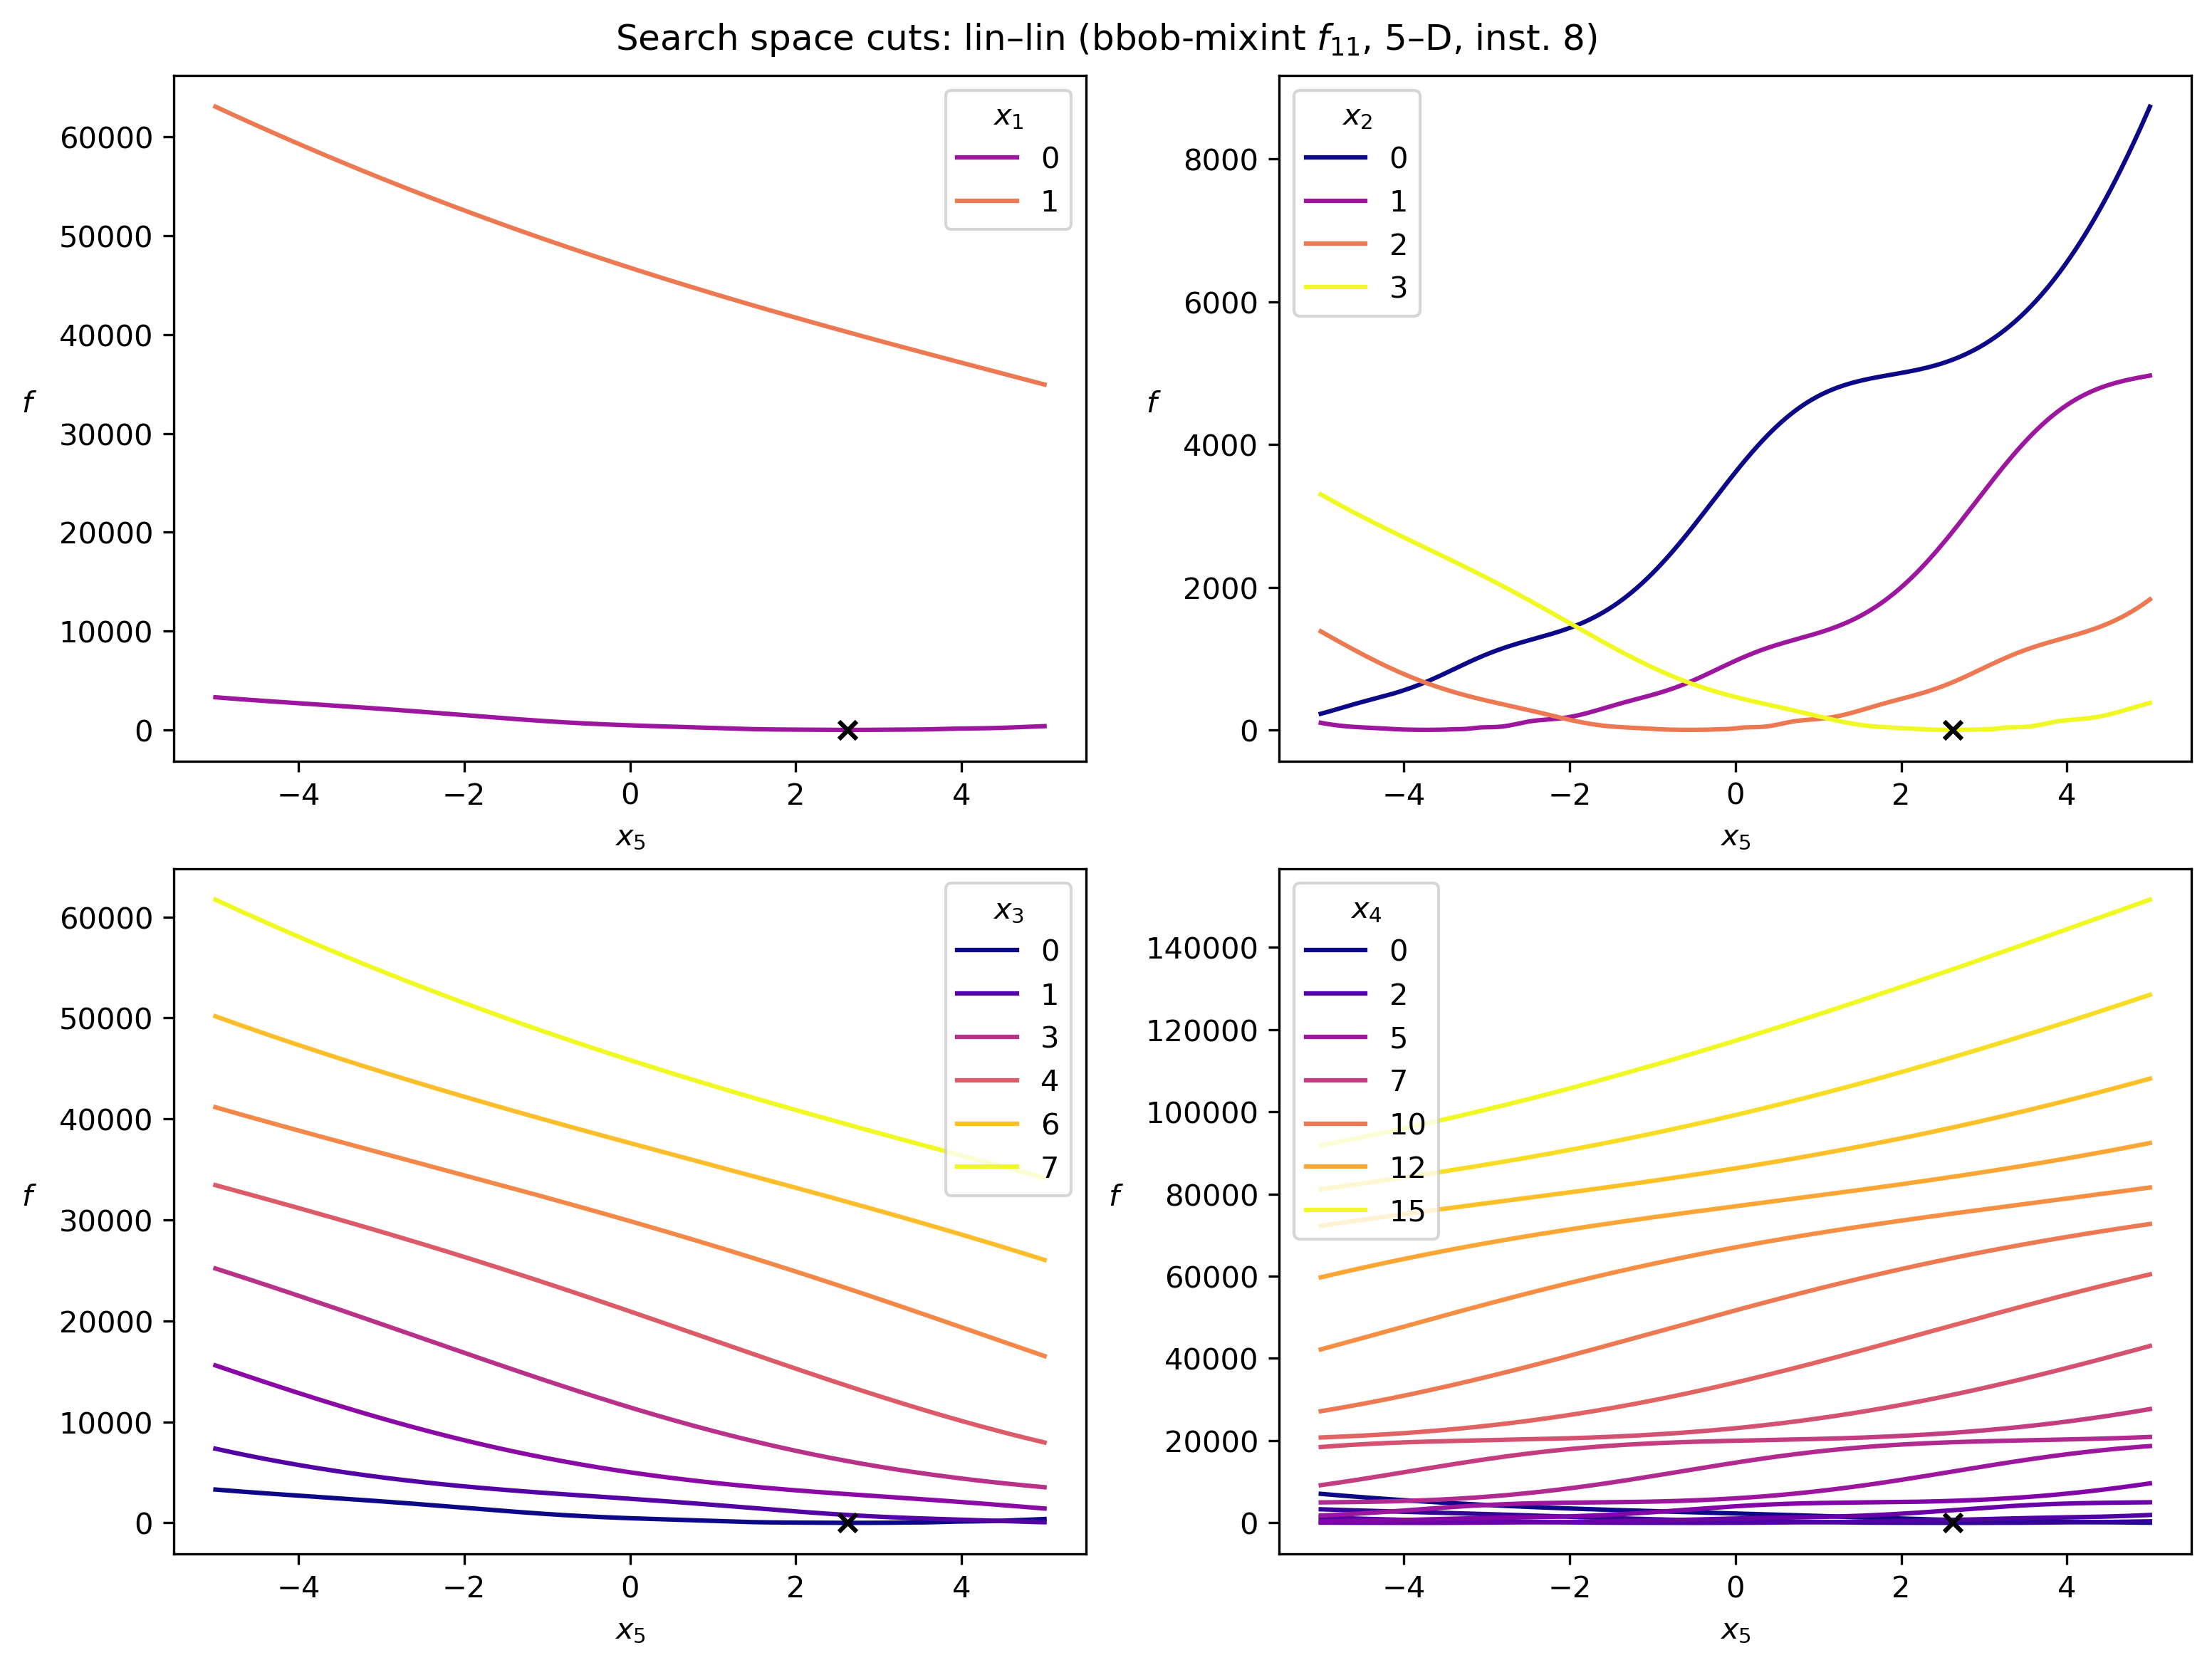 Search space cuts: lin–lin (bbob-mixint f11, 5–D, inst. 8)
60000
50000
40000
30000
20000
10000
0
f
−4 −2 0 2 4
x5
x1
0
1
8000
6000
4000
2000
0
f
−4 −2 0 2 4
x5
x2
0
1
2
3
60000
50000
40000
30000
20000
10000
0
f
−4 −2 0 2 4
x5
x3
0
1
3
4
6
7
140000
120000
100000
80000
60000
40000
20000
0
f
−4 −2 0 2 4
x5
x4
0
2
5
7
10
12
15